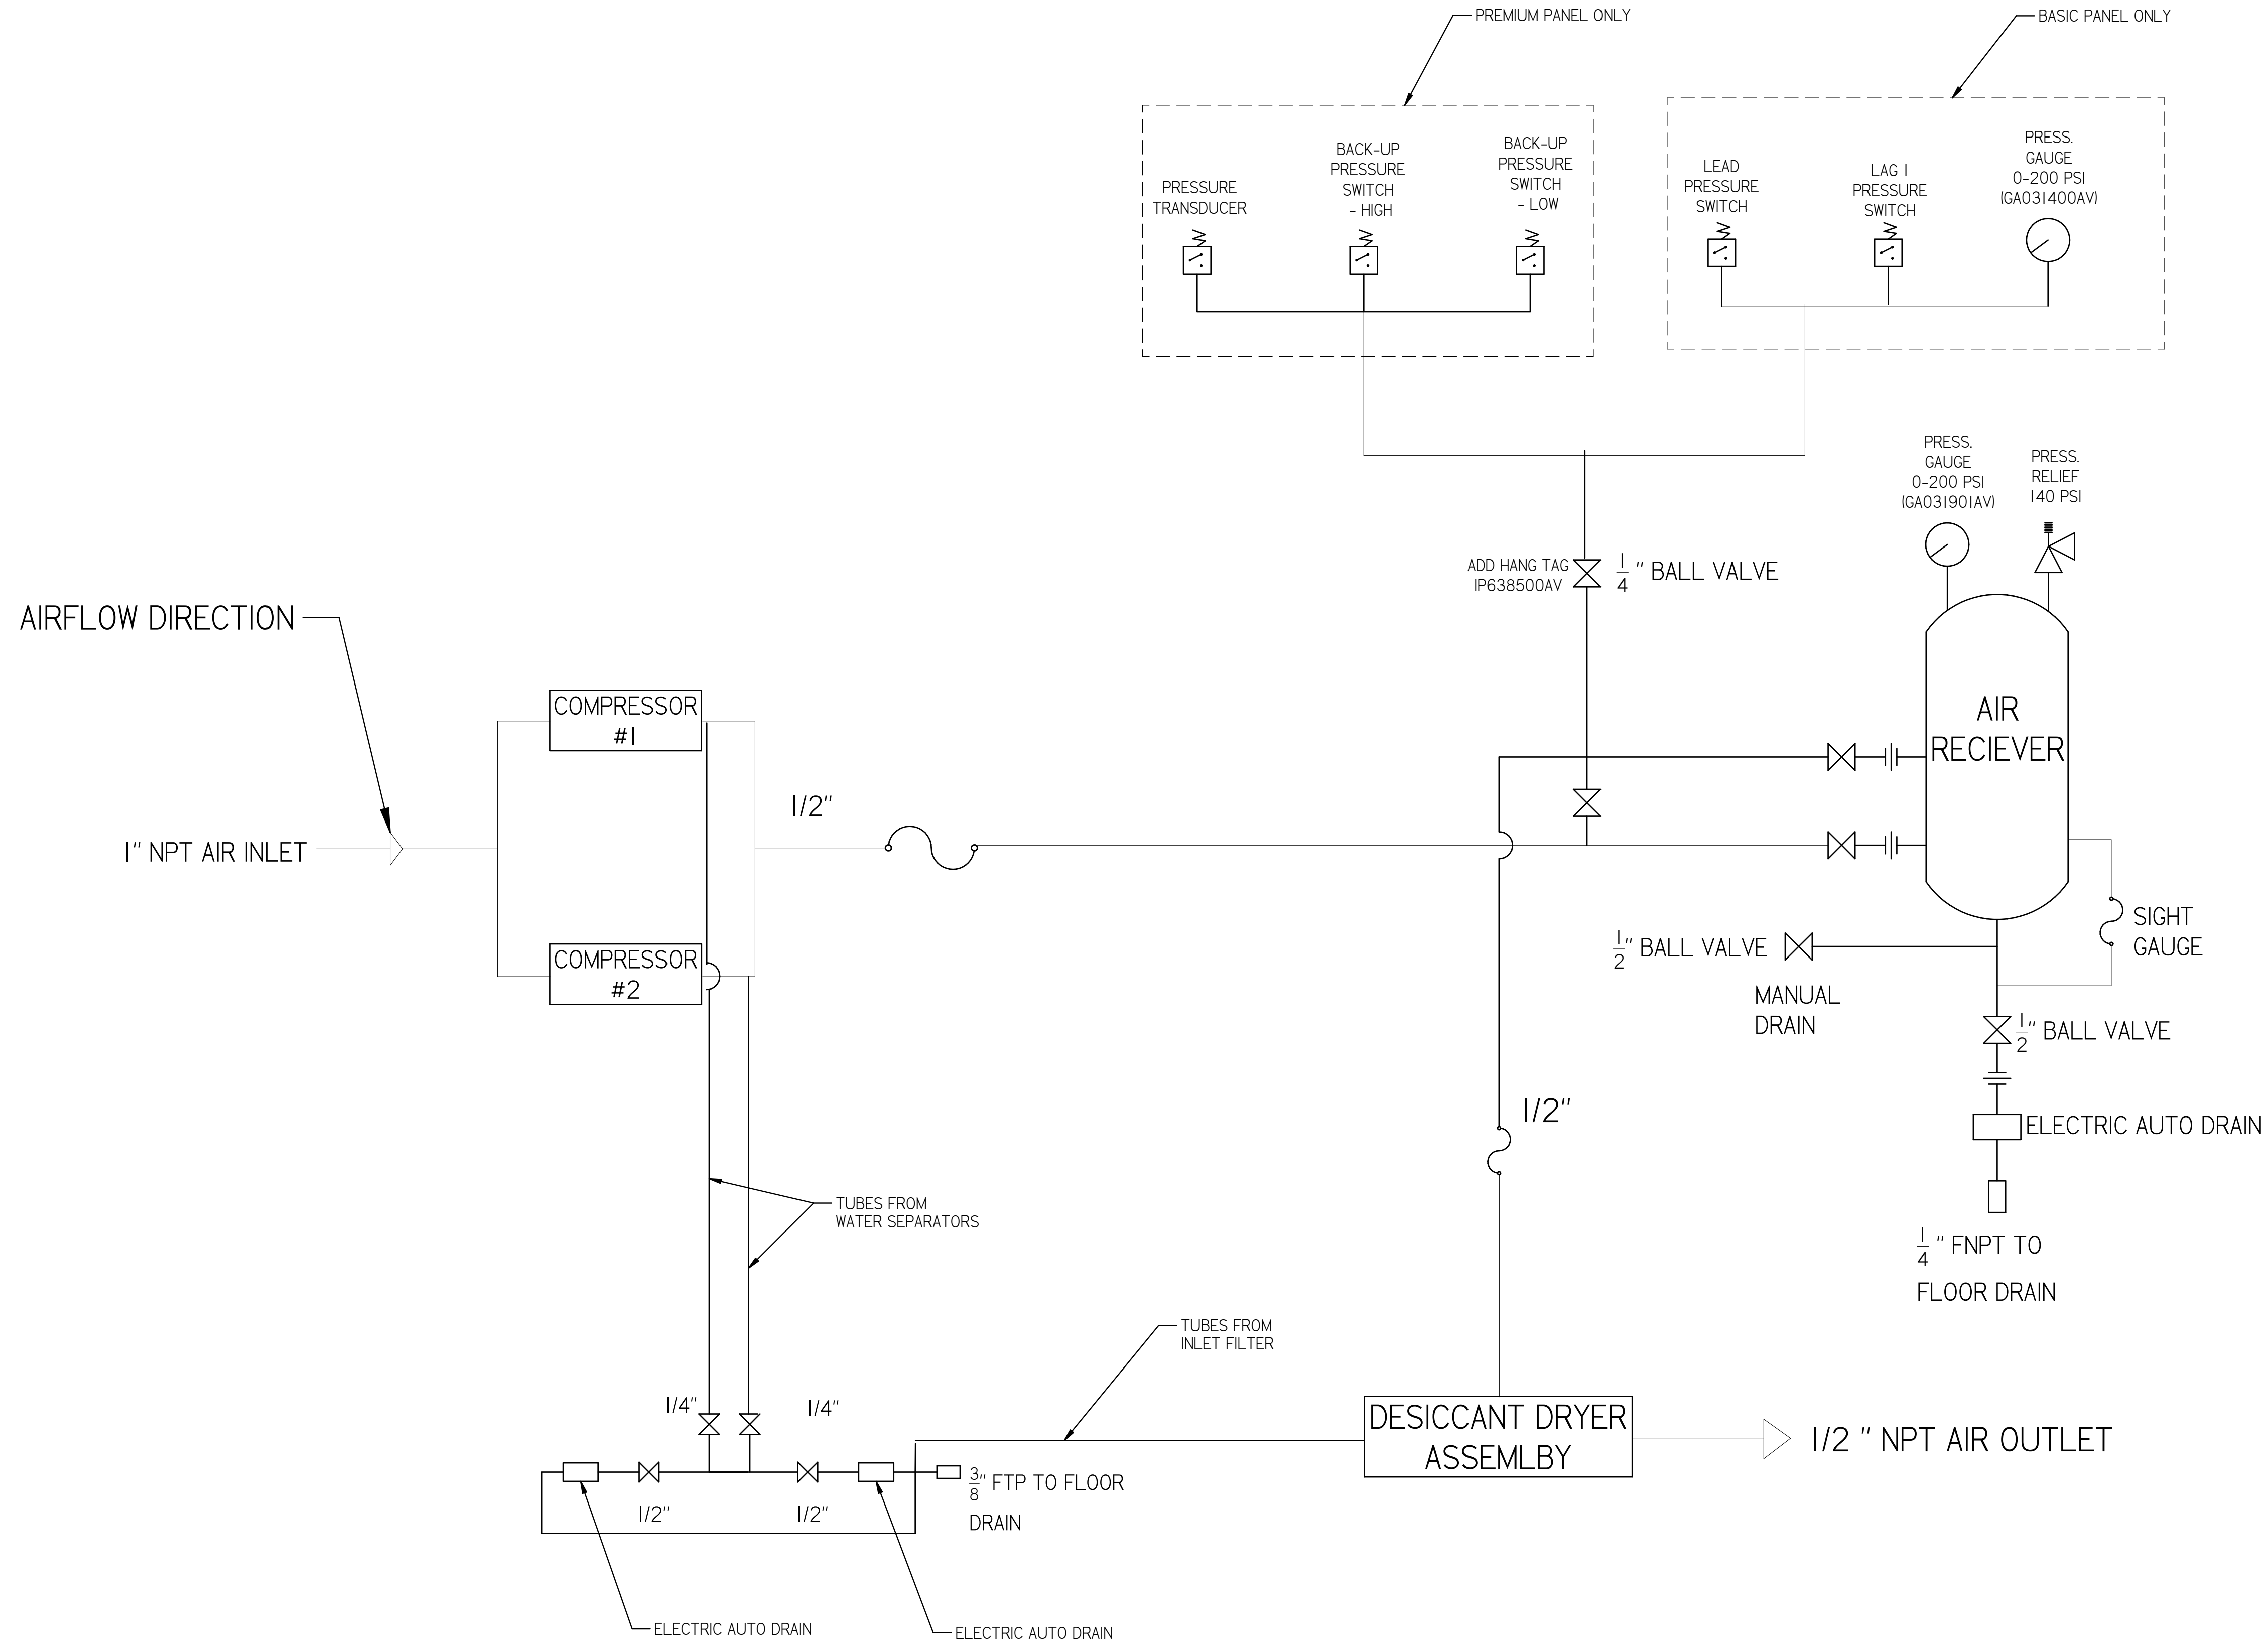 PREMIUM PANEL ONLY
BASIC PANEL ONLY
PRESSURE
TRANSDUCER
BACK-UP
PRESSURE
SWITCH
- HIGH
BACK-UP
PRESSURE
SWITCH
- LOW
LEAD
PRESSURE
SWITCH
LAG 1
PRESSURE
SWITCH
PRESS.
GAUGE
0-200 PSI
(GA031400AV)
PRESS.
GAUGE
0-200 PSI
(GA031901AV)
PRESS.
RELIEF
140 PSI
ADD HANG TAG
IP638500AV
1/4 " BALL VALVE
AIRFLOW DIRECTION
1" NPT AIR INLET
COMPRESSOR
#1
COMPRESSOR
#2
1/2"
AIR
RECIEVER
SIGHT
GAUGE
1/2" BALL VALVE
MANUAL
DRAIN
1/2" BALL VALVE
ELECTRIC AUTO DRAIN
1/4 " FNPT TO
FLOOR DRAIN
1/2"
TUBES FROM
WATER SEPARATORS
TUBES FROM
INLET FILTER
1/4"
1/4"
1/2"
1/2"
3/8" FTP TO FLOOR
DRAIN
DESICCANT DRYER
ASSEMLBY
1/2 " NPT AIR OUTLET
ELECTRIC AUTO DRAIN
ELECTRIC AUTO DRAIN